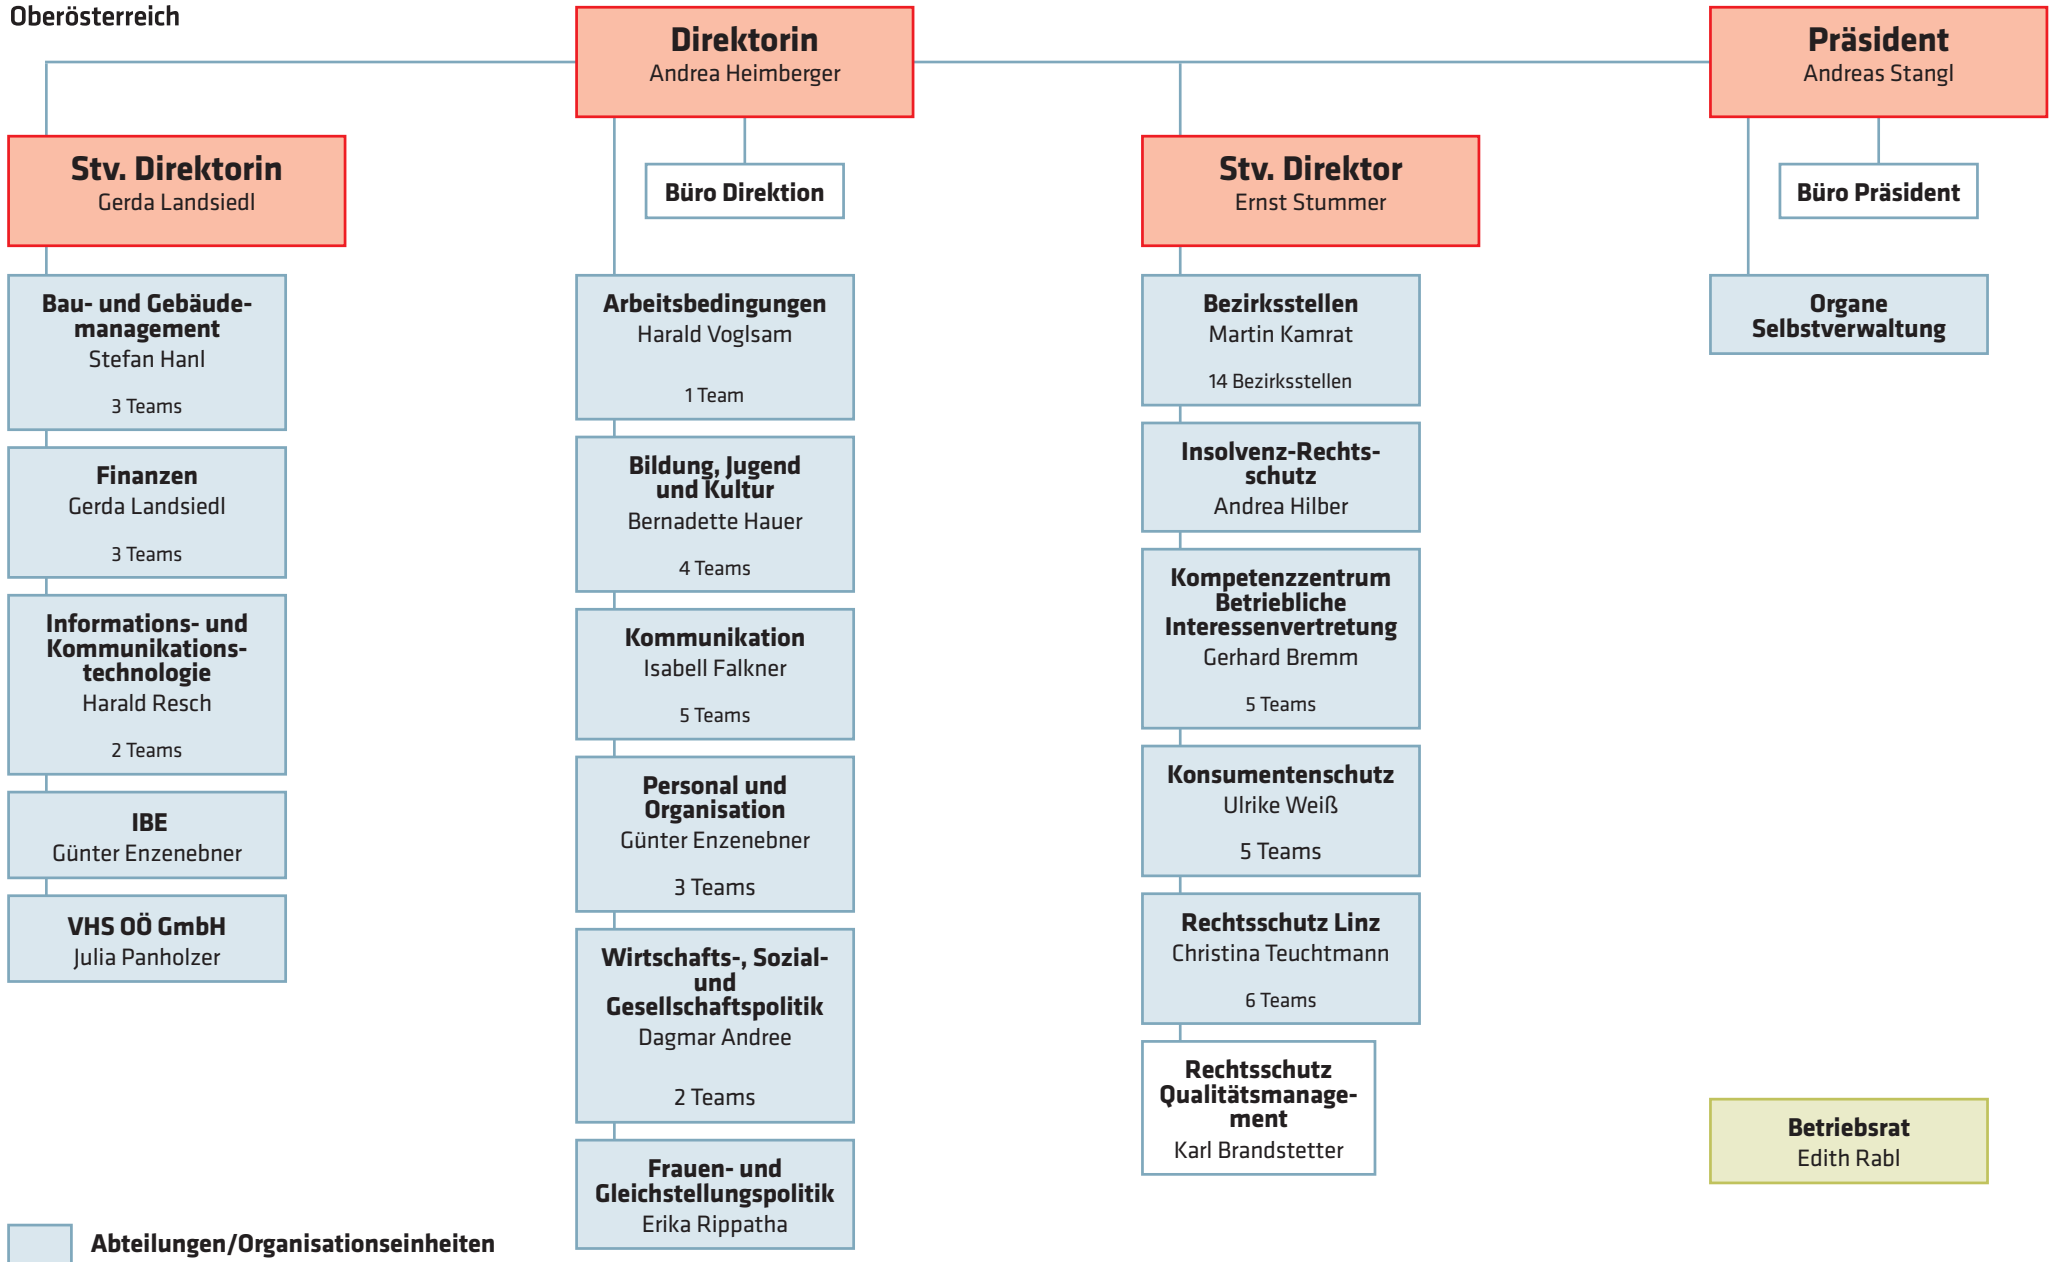 Oberösterreich
Direktorin
Andrea Heimberger
Präsident
Andreas Stangl
Stv. Direktorin
Gerda Landsiedl
Büro Direktion
Stv. Direktor
Ernst Stummer
Büro Präsident
Bau- und Gebäude-
management
Stefan Hanl
3 Teams
Finanzen
Gerda Landsiedl
3 Teams
Informations- und
Kommunikations-
technologie
Harald Resch
2 Teams
IBE
Günter Enzenebner
VHS OÖ GmbH
Julia Panholzer
Arbeitsbedingungen
Harald Voglsam
1 Team
Bildung, Jugend
und Kultur
Bernadette Hauer
4 Teams
Kommunikation
Isabell Falkner
5 Teams
Personal und
Organisation
Günter Enzenebner
3 Teams
Wirtschafts-, Sozial-
und
Gesellschaftspolitik
Dagmar Andree
2 Teams
Frauen- und
Gleichstellungspolitik
Erika Rippatha
Bezirksstellen
Martin Kamrat
14 Bezirksstellen
Insolvenz-Rechts-
schutz
Andrea Hilber
Kompetenzzentrum
Betriebliche
Interessenvertretung
Gerhard Bremm
5 Teams
Konsumentenschutz
Ulrike Weiß
5 Teams
Rechtsschutz Linz
Christina Teuchtmann
6 Teams
Rechtsschutz
Qualitätsmanage-
ment
Karl Brandstetter
Organe
Selbstverwaltung
Betriebsrat
Edith Rabl
Abteilungen/Organisationseinheiten